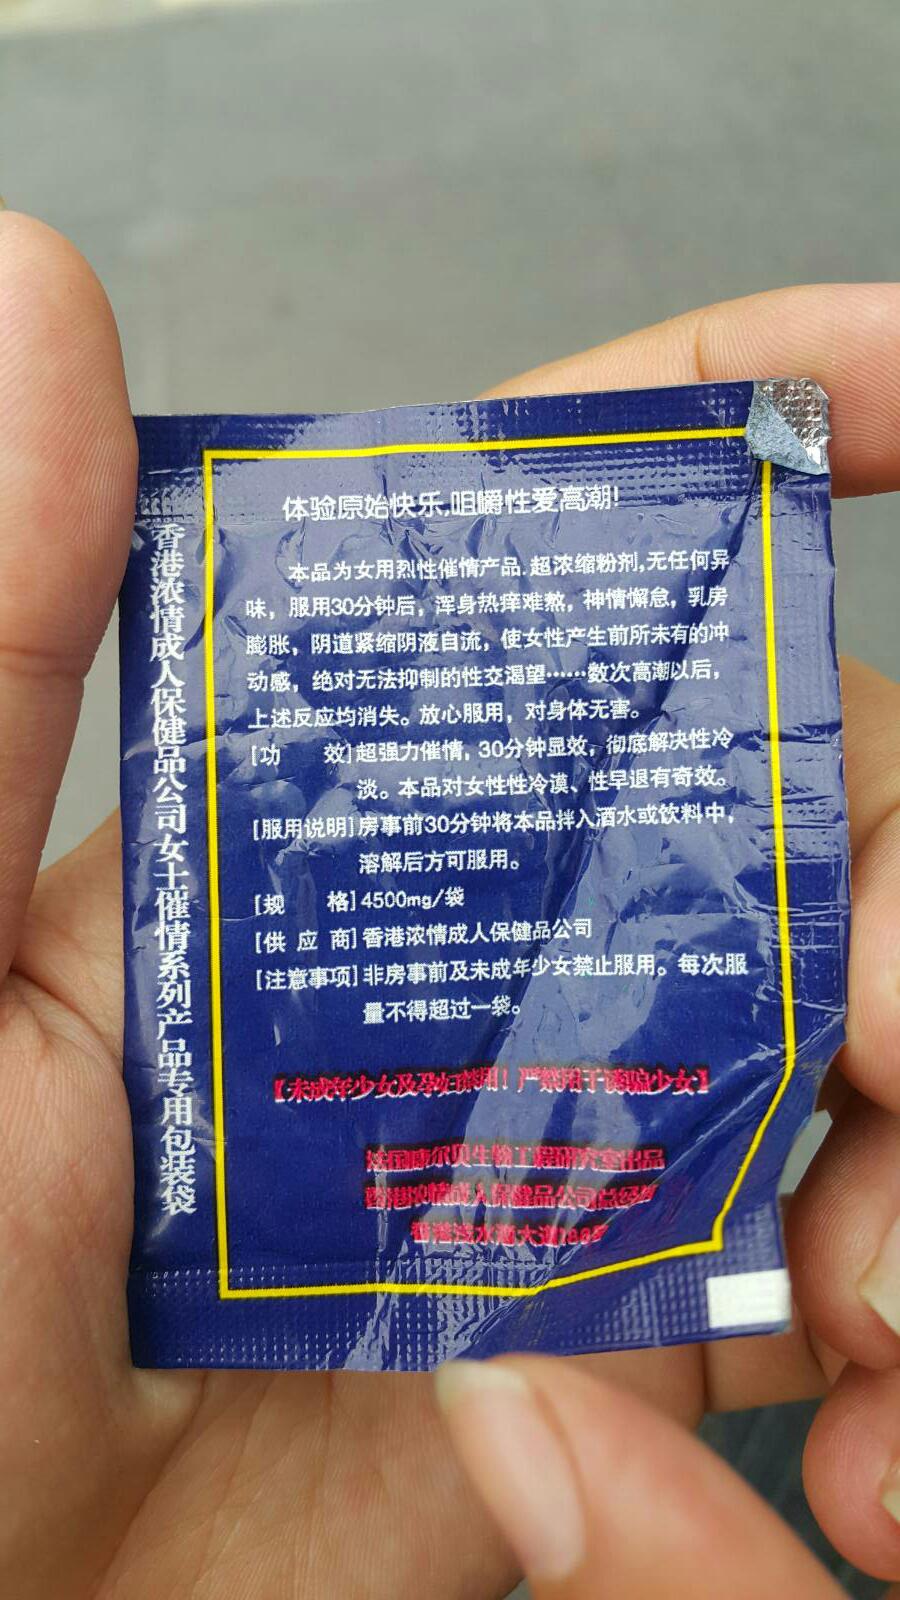 体验原始快乐,咀嚼性爱高潮!
本品为女用烈性催情产品.超浓缩粉剂,无任何异
味，服用30分钟后，浑身热痒难熬，神情懈怠，乳房
膨胀，阴道紧缩阴液自流，使女性产生前所未有的冲
动感，绝对无法抑制的性交渴望……数次高潮以后，
上述反应均消失。放心服用，对身体无害。
[功 效]超强力催情，30分钟显效，彻底解决性冷
淡。本品对女性性冷漠、性早退有奇效。
[服用说明]房事前30分钟将本品拌入酒水或饮料中，
溶解后方可服用。
[规 格]4500mg/袋
[供 应 商]香港浓情成人保健品公司
[注意事项]非房事前及未成年少女禁止服用。每次服
量不得超过一袋。
【未成年少女及孕妇禁用！严禁用于诱骗少女】
法国康尔贝生物工程研究室出品
香港浓情成人保健品公司总经销
香港浅水湾大道188号
香港浓情成人保健品公司女士催情系列产品专用包装袋